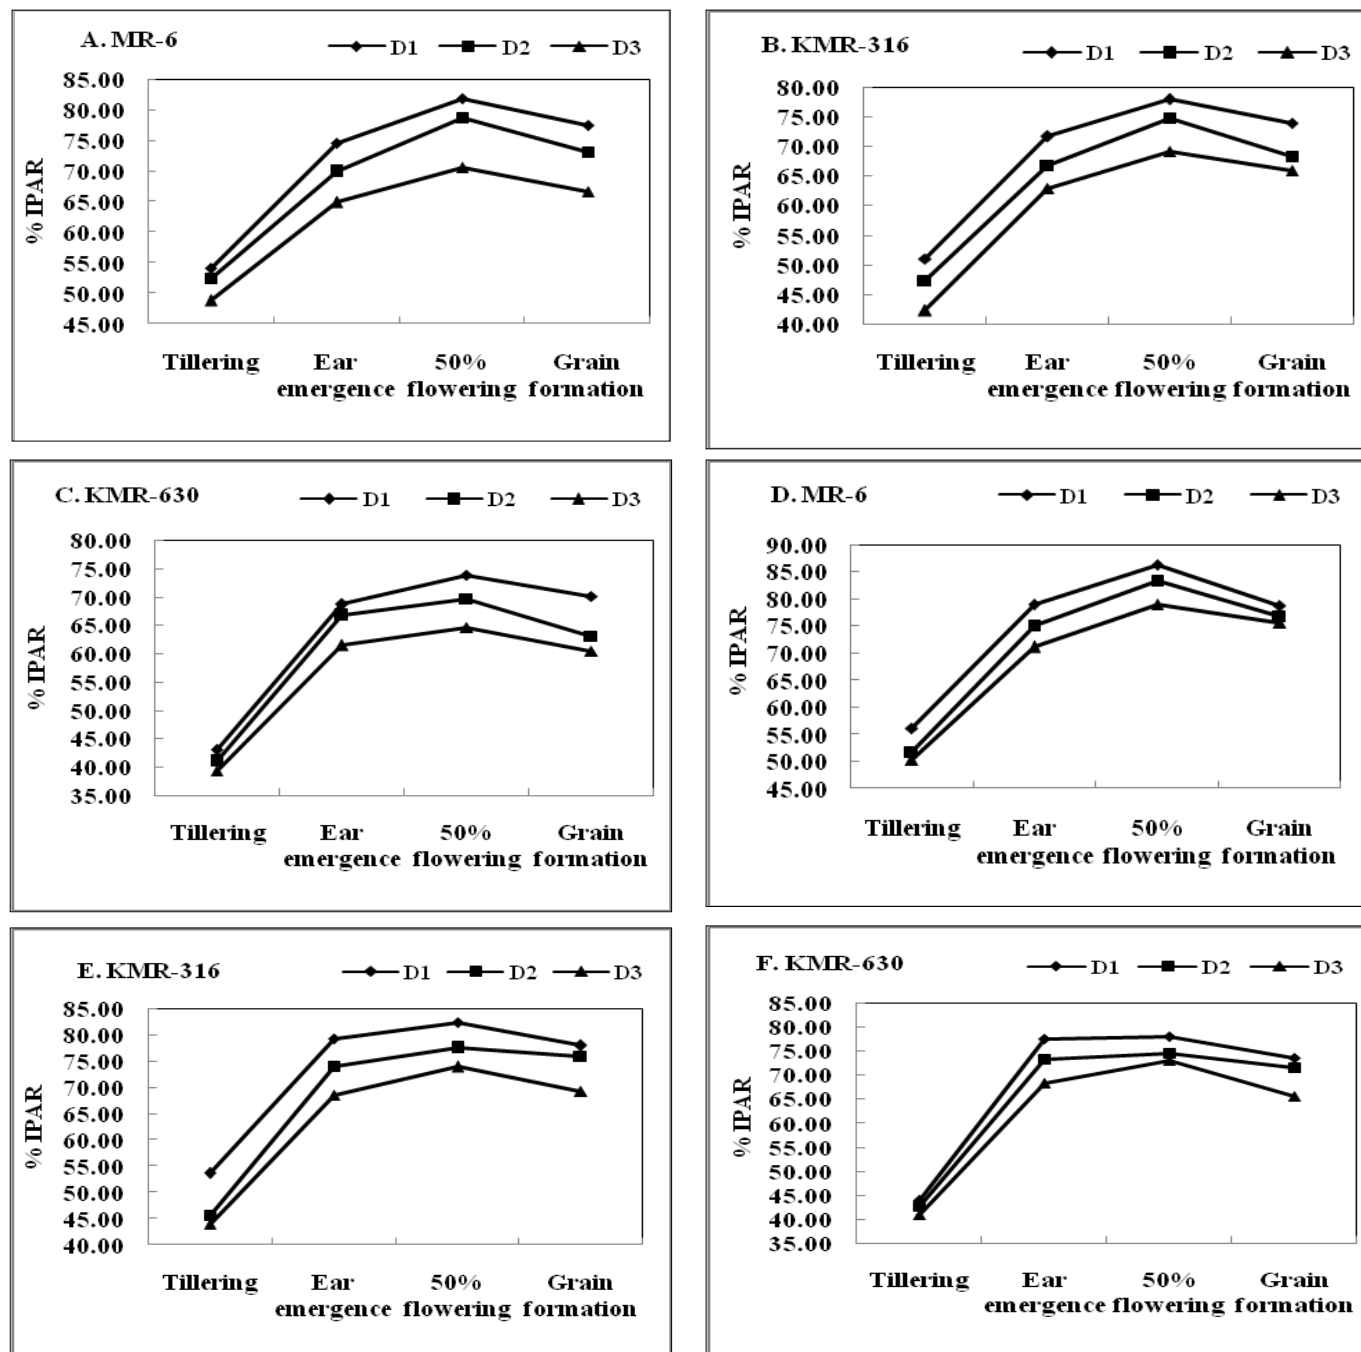 A. MR-6
D1 D2 D3
85.00
80.00
75.00
70.00
65.00
60.00
55.00
50.00
45.00
% IPAR
Tillering Ear 50% Grain
emergence flowering formation
B. KMR-316
D1 D2 D3
80.00
75.00
70.00
65.00
60.00
55.00
50.00
45.00
40.00
% IPAR
Tillering Ear 50% Grain
emergence flowering formation
C. KMR-630
D1 D2 D3
80.00
75.00
70.00
65.00
60.00
55.00
50.00
45.00
40.00
35.00
% IPAR
Tillering Ear 50% Grain
emergence flowering formation
D. MR-6
D1 D2 D3
90.00
85.00
80.00
75.00
70.00
65.00
60.00
55.00
50.00
45.00
% IPAR
Tillering Ear 50% Grain
emergence flowering formation
E. KMR-316
D1 D2 D3
85.00
80.00
75.00
70.00
65.00
60.00
55.00
50.00
45.00
40.00
% IPAR
Tillering Ear 50% Grain
emergence flowering formation
F. KMR-630
D1 D2 D3
85.00
80.00
75.00
70.00
65.00
60.00
55.00
50.00
45.00
40.00
35.00
% IPAR
Tillering Ear 50% Grain
emergence flowering formation